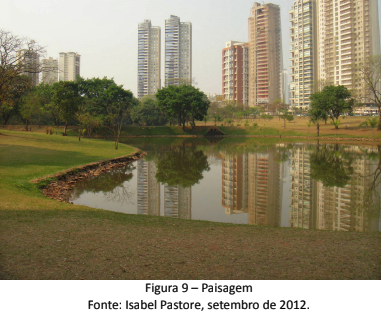 Figura 9 – Paisagem
Fonte: Isabel Pastore, setembro de 2012.